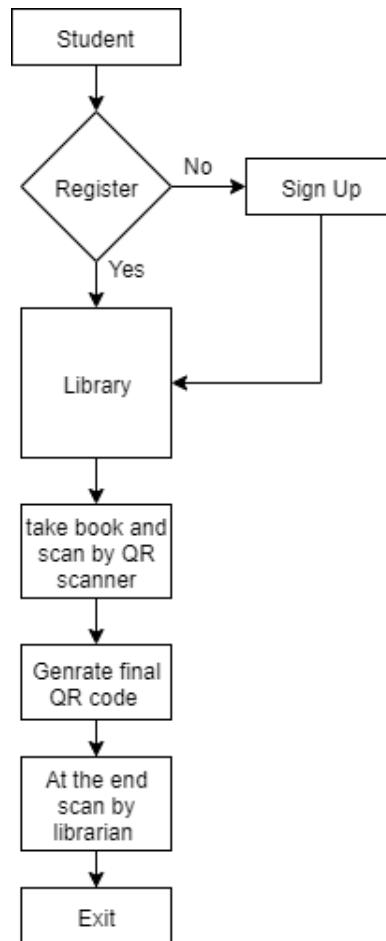 Student
Register
No
Sign Up
Yes
Library
take book and
scan by QR
scanner
Genrate final
QR code
At the end
scan by
librarian
Exit